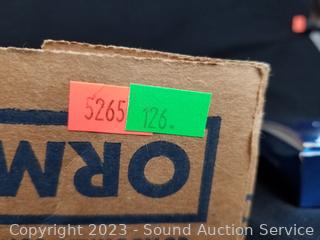 5265 126.
ORM
Copyright © 2023 - Sound Auction Service